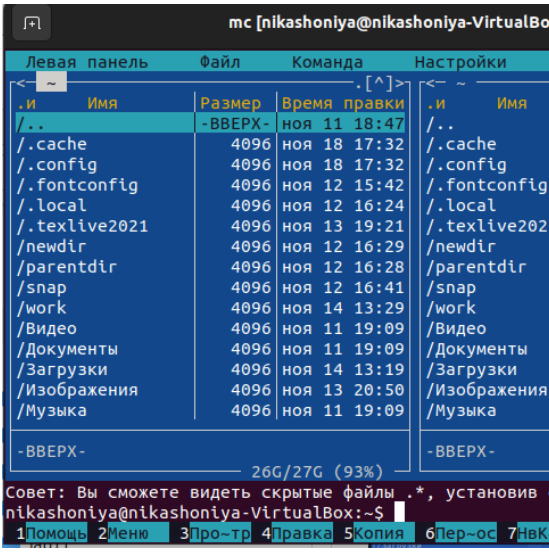 mc [nikashoniya@nikashoniya-VirtualBo
Левая панель Файл Команда Настройки
<— ~ .[^]>
<— ~
.и Имя Размер Время правки .и Имя
/.. -ВВЕРХ- ноя 11 18:47 /..
/.cache 4096 ноя 18 17:32 /.cache
/.config 4096 ноя 18 17:32 /.config
/.fontconfig 4096 ноя 12 15:42 /.fontconfig
/.local 4096 ноя 12 16:24 /.local
/.texlive2021 4096 ноя 13 19:21 /.texlive202
/newdir 4096 ноя 12 16:29 /newdir
/parentdir 4096 ноя 12 16:28 /parentdir
/snap 4096 ноя 12 16:41 /snap
/work 4096 ноя 14 13:29 /work
/Видео 4096 ноя 11 19:09 /Видео
/Документы 4096 ноя 11 19:09 /Документы
/Загрузки 4096 ноя 14 13:19 /Загрузки
/Изображения 4096 ноя 13 20:50 /Изображения
/Музыка 4096 ноя 11 19:09 /Музыка
-ВВЕРХ- -ВВЕРХ-
26G/27G (93%)
Совет: Вы сможете видеть скрытые файлы .*, установив
nikashoniya@nikashoniya-VirtualBox:~$
1Помощь 2Меню 3Про~тр 4Правка 5Копия 6Пер~ос 7НвК